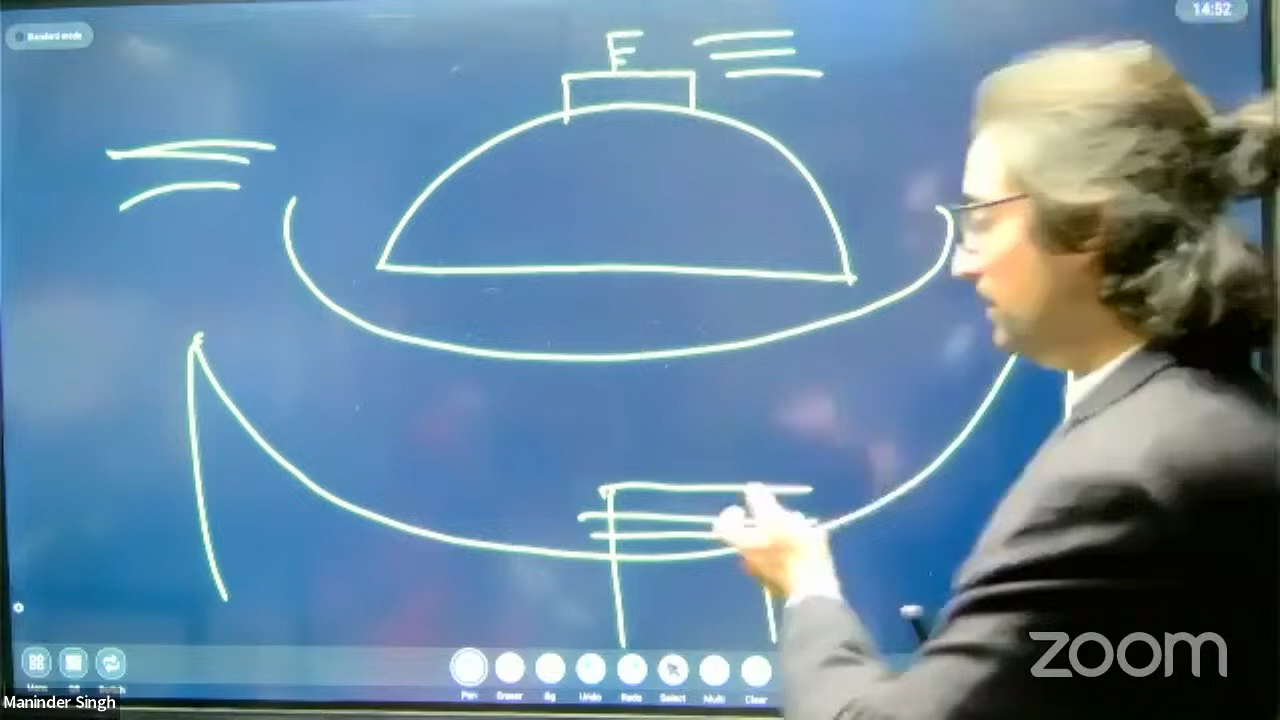 14:52
Standard mode
E
Pen Eraser Bg Undo Redo Select Multi Clear
zoom
Maninder Singh